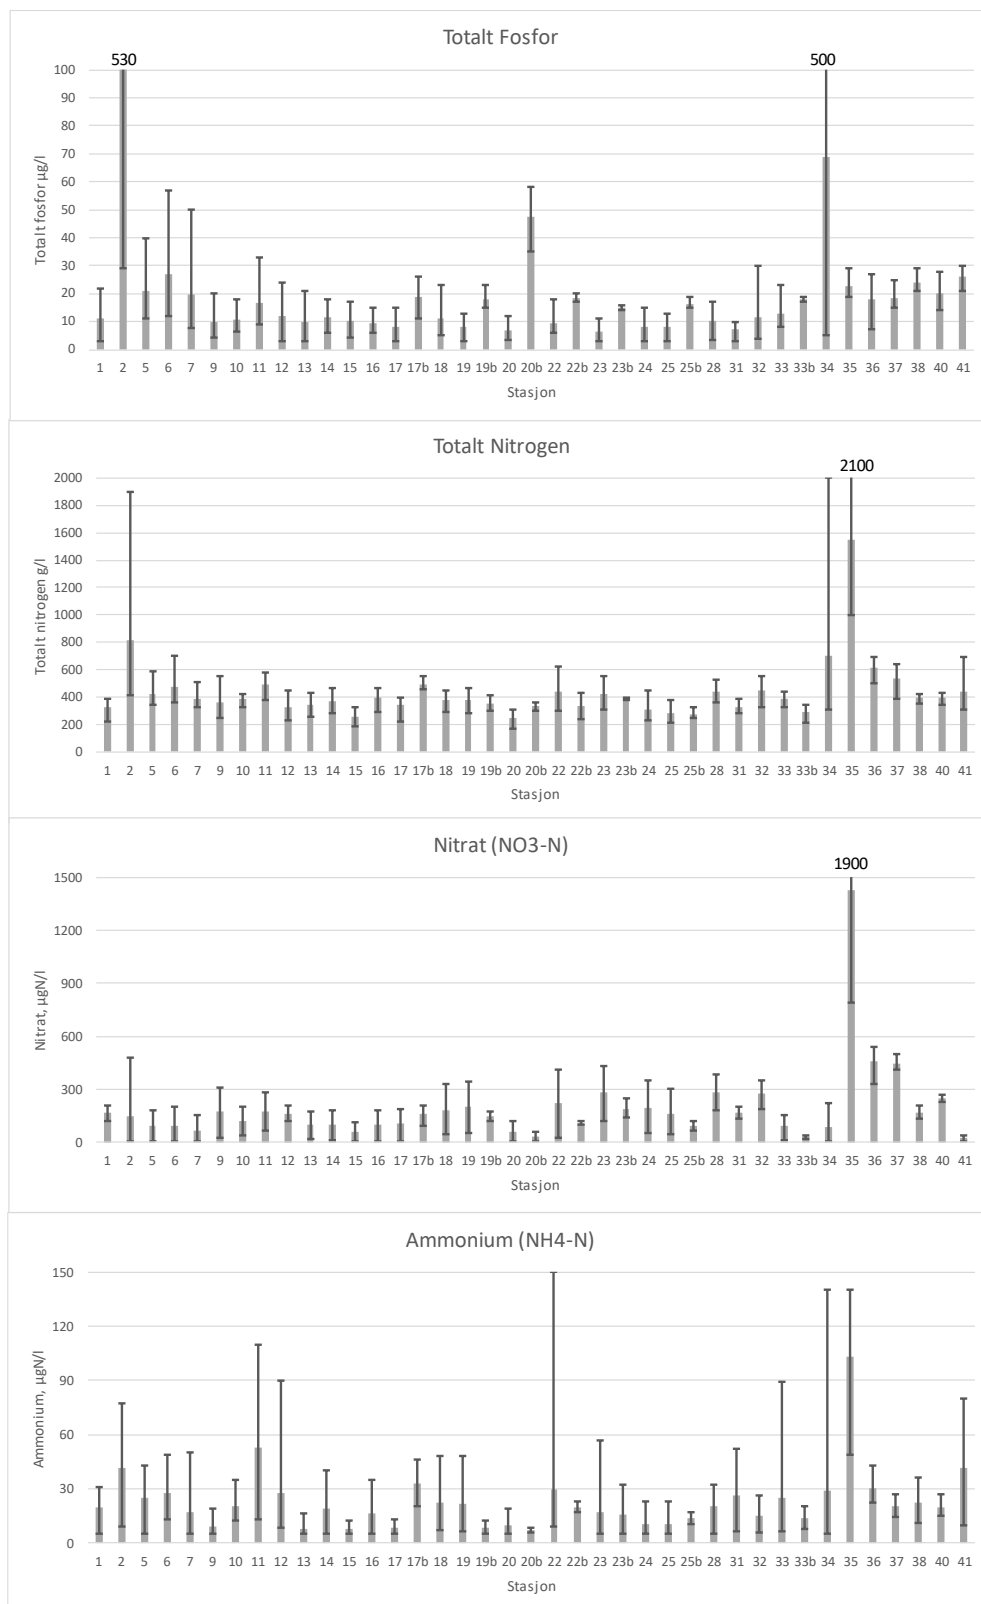 Totalt Fosfor
530 500
100
90
80
70
60
50
40
30
20
10
0
Totalt fosfor µg/l
1 2 5 6 7 9 10 11 12 13 14 15 16 17 17b 18 19 19b 20 20b 22 22b 23 23b 24 25 25b 28 31 32 33 33b 34 35 36 37 38 40 41
Stasjon
Totalt Nitrogen
2100
2000
1800
1600
1400
1200
1000
800
600
400
200
0
Totalt nitrogen g/l
1 2 5 6 7 9 10 11 12 13 14 15 16 17 17b 18 19 19b 20 20b 22 22b 23 23b 24 25 25b 28 31 32 33 33b 34 35 36 37 38 40 41
Stasjon
Nitrat (NO3-N)
1900
1500
1200
900
600
300
0
Nitrat, µgN/l
1 2 5 6 7 9 10 11 12 13 14 15 16 17 17b 18 19 19b 20 20b 22 22b 23 23b 24 25 25b 28 31 32 33 33b 34 35 36 37 38 40 41
Stasjon
Ammonium (NH4-N)
150
120
90
60
30
0
Ammonium, µgN/l
1 2 5 6 7 9 10 11 12 13 14 15 16 17 17b 18 19 19b 20 20b 22 22b 23 23b 24 25 25b 28 31 32 33 33b 34 35 36 37 38 40 41
Stasjon